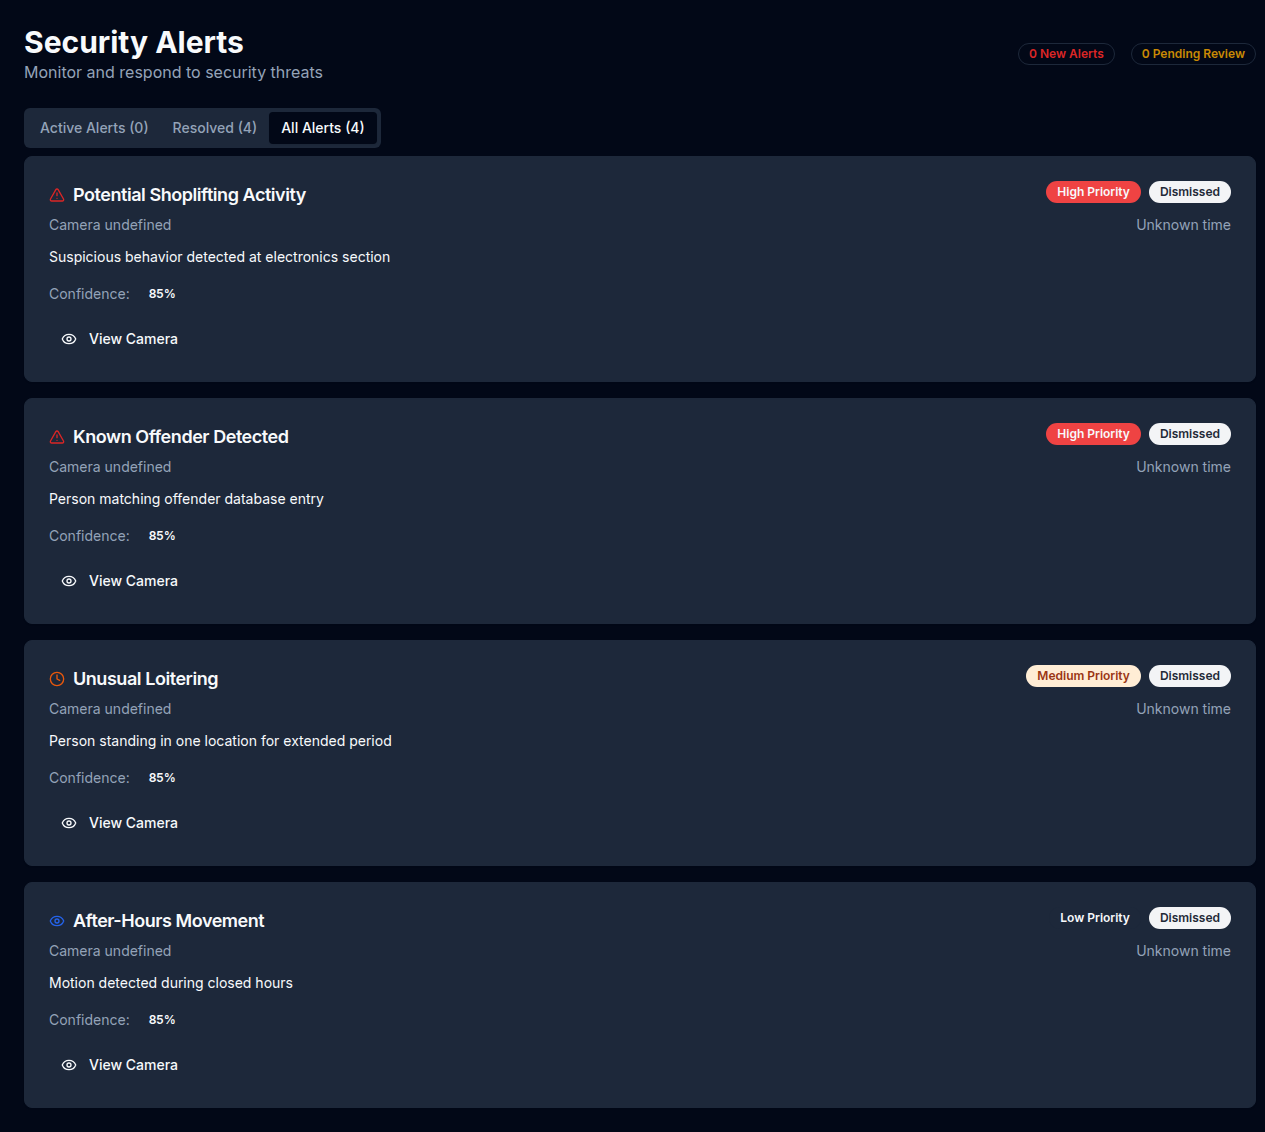 Security Alerts
Monitor and respond to security threats
0 New Alerts
0 Pending Review
Active Alerts (0)
Resolved (4)
All Alerts (4)
Potential Shoplifting Activity
High Priority
Dismissed
Camera undefined
Unknown time
Suspicious behavior detected at electronics section
Confidence: 85%
View Camera
Known Offender Detected
High Priority
Dismissed
Camera undefined
Unknown time
Person matching offender database entry
Confidence: 85%
View Camera
Unusual Loitering
Medium Priority
Dismissed
Camera undefined
Unknown time
Person standing in one location for extended period
Confidence: 85%
View Camera
After-Hours Movement
Low Priority
Dismissed
Camera undefined
Unknown time
Motion detected during closed hours
Confidence: 85%
View Camera